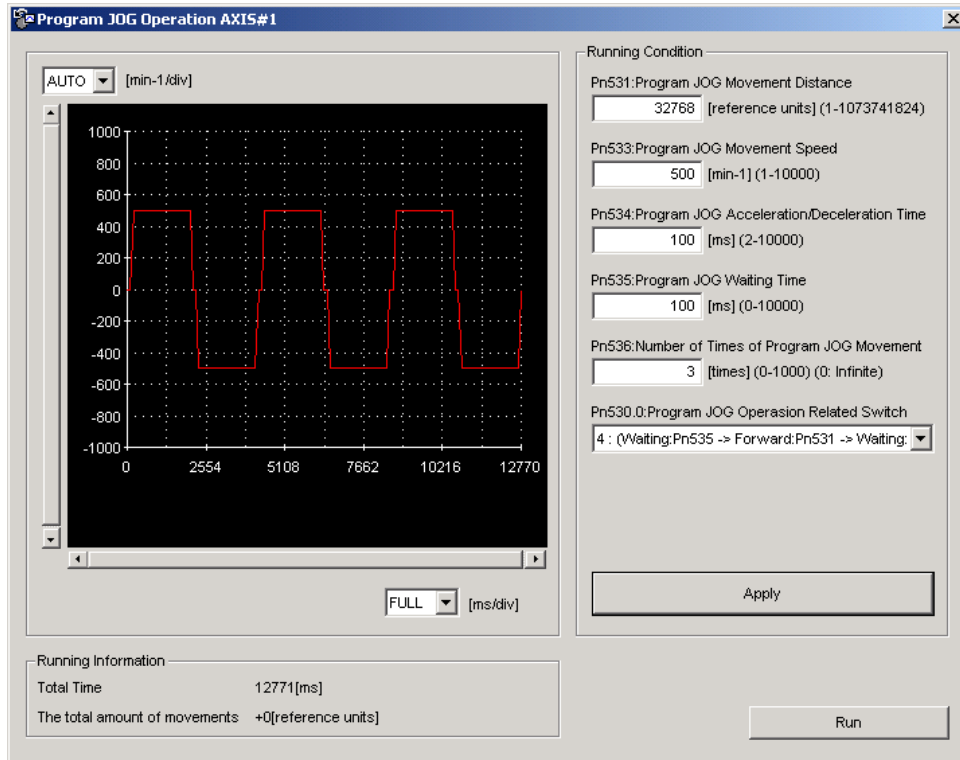 Program JOG Operation AXIS#1
AUTO [min-1/div]
1000
800
600
400
200
0
-200
-400
-600
-800
-1000
0 2554 5108 7662 10216 12770
FULL [ms/div]
Running Condition
Pn531:Program JOG Movement Distance
32768 [reference units] (1-1073741824)
Pn533:Program JOG Movement Speed
500 [min-1] (1-10000)
Pn534:Program JOG Acceleration/Deceleration Time
100 [ms] (2-10000)
Pn535:Program JOG Waiting Time
100 [ms] (0-10000)
Pn536:Number of Times of Program JOG Movement
3 [times] (0-1000) (0: Infinite)
Pn530.0:Program JOG Operasion Related Switch
4 : (Waiting:Pn535 -> Forward:Pn531 -> Waiting:
Apply
Running Information
Total Time 12771[ms]
The total amount of movements +0[reference units]
Run